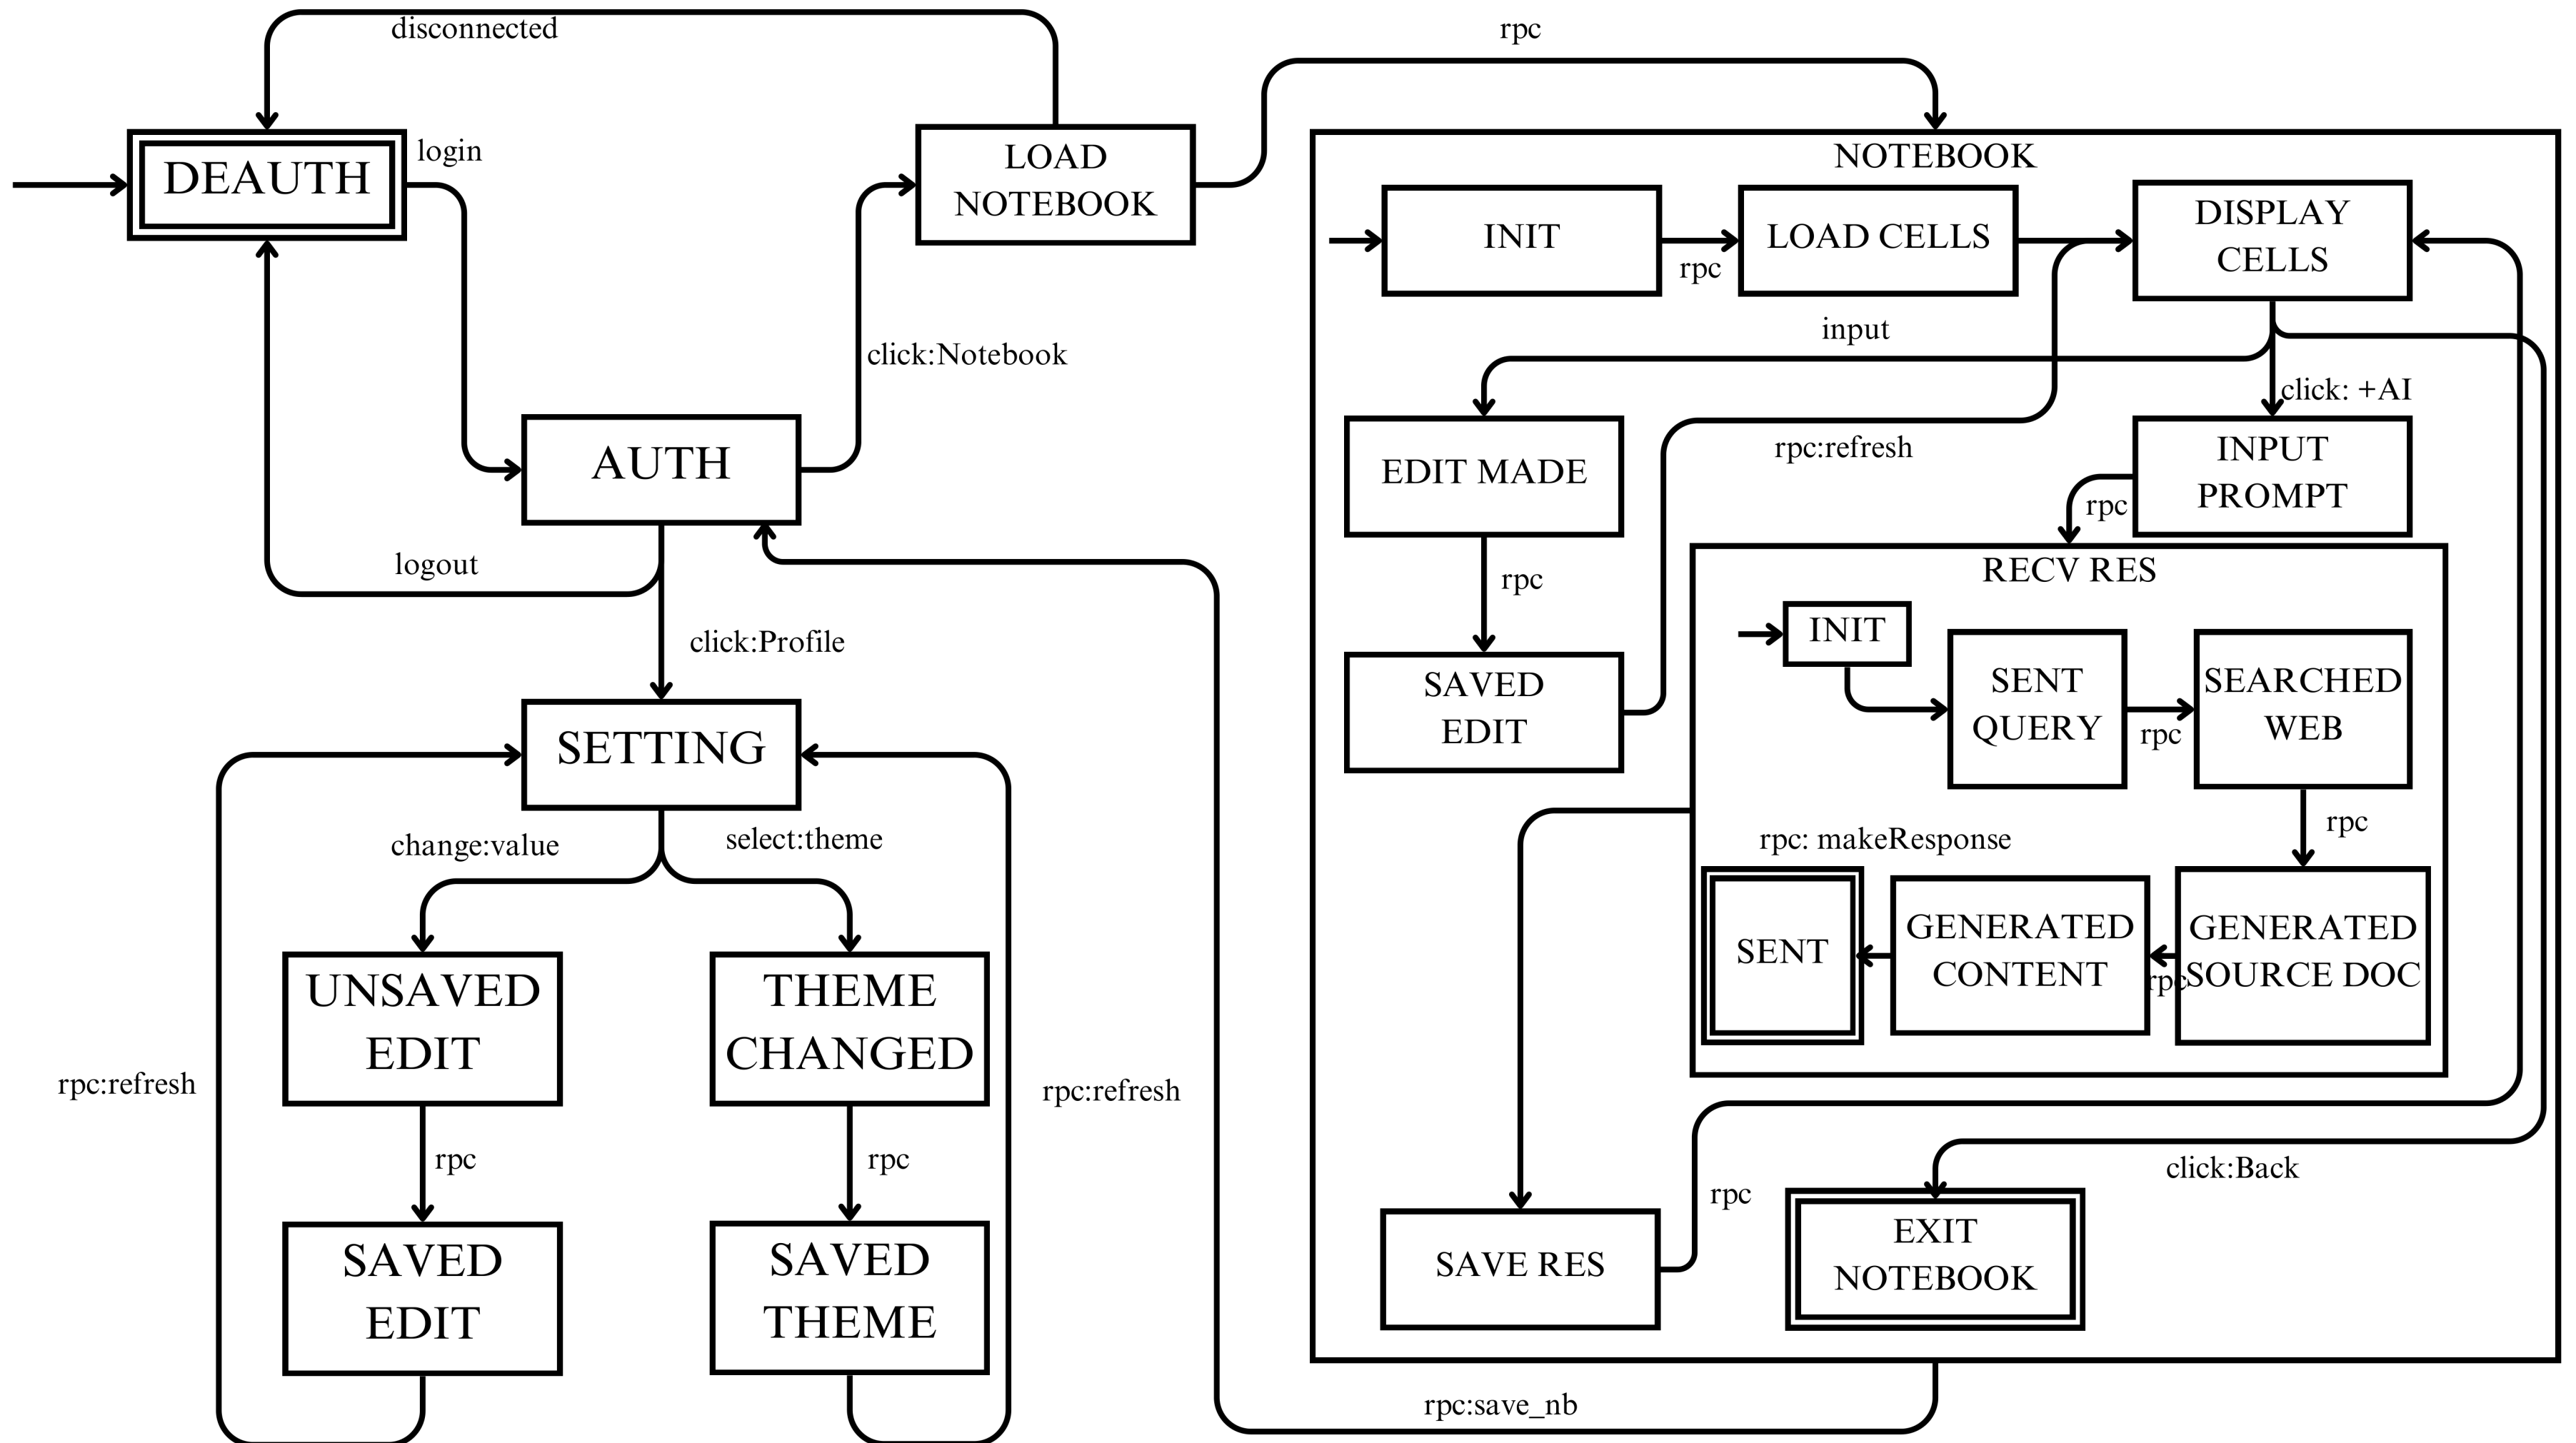 disconnected
rpc
DEAUTH
login
LOAD
NOTEBOOK
click:Notebook
AUTH
logout
click:Profile
SETTING
change:value
select:theme
UNSAVED
EDIT
THEME
CHANGED
rpc:refresh
rpc:refresh
rpc
rpc
SAVED
EDIT
SAVED
THEME
NOTEBOOK
INIT
rpc
LOAD CELLS
DISPLAY
CELLS
input
click: +AI
EDIT MADE
rpc:refresh
INPUT
PROMPT
rpc
rpc
SAVED
EDIT
RECV RES
INIT
SENT
QUERY
rpc
SEARCHED
WEB
rpc
rpc: makeResponse
SENT
GENERATED
CONTENT
rpc
GENERATED
SOURCE DOC
click:Back
rpc
SAVE RES
EXIT
NOTEBOOK
rpc:save_nb